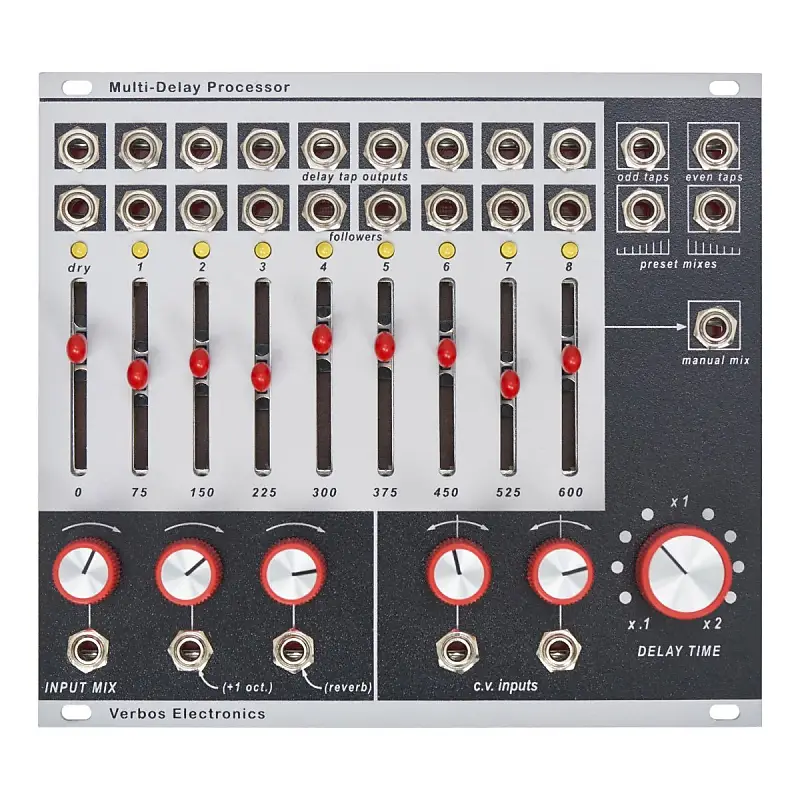 Multi-Delay Processor
delay tap outputs
odd taps even taps
followers
dry 1 2 3 4 5 6 7 8
preset mixes
manual mix
0 75 150 225 300 375 450 525 600
x 1
x .1 x 2
DELAY TIME
INPUT MIX (+1 oct.) (reverb) c.v. inputs
Verbos Electronics